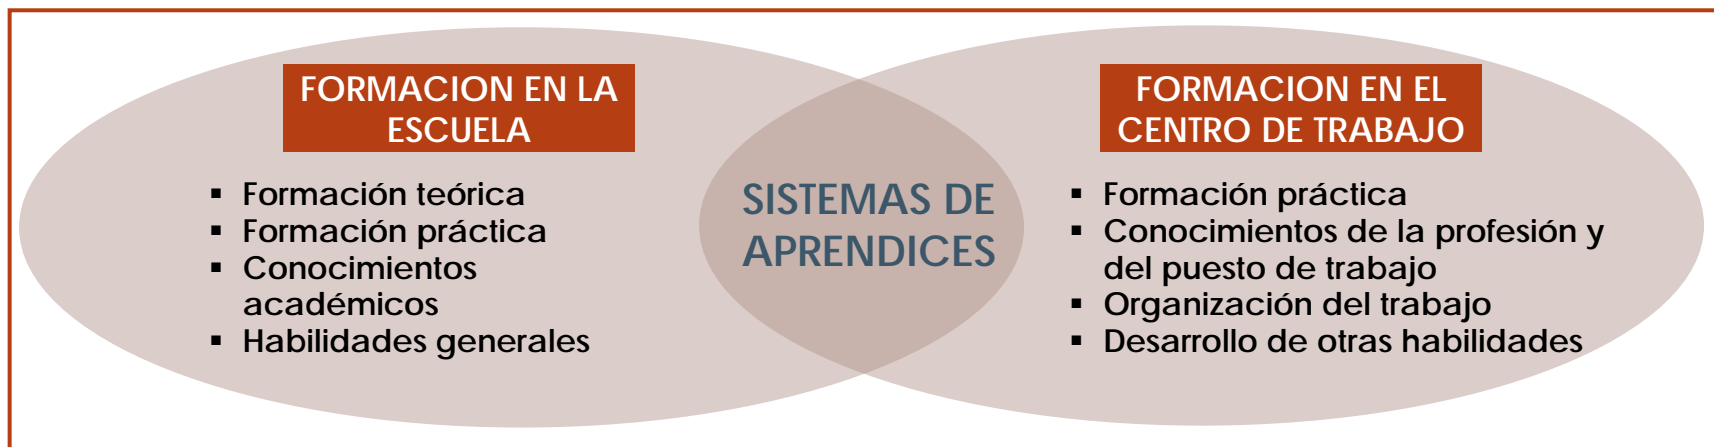 FORMACION EN LA
ESCUELA
▪ Formación teórica
▪ Formación práctica
▪ Conocimientos
académicos
▪ Habilidades generales
SISTEMAS DE
APRENDICES
FORMACION EN EL
CENTRO DE TRABAJO
▪ Formación práctica
▪ Conocimientos de la profesión y
del puesto de trabajo
▪ Organización del trabajo
▪ Desarrollo de otras habilidades